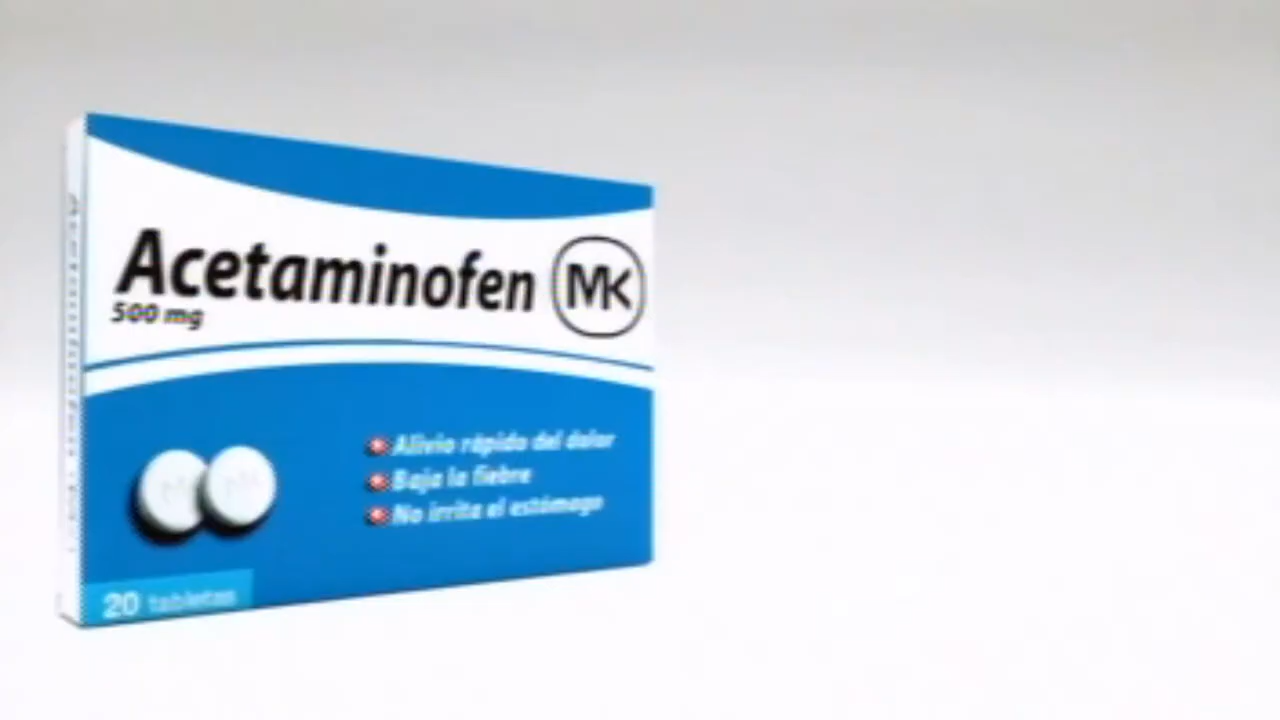 Acetaminofen MK
500 mg
Alivio rápido del dolor
Baja la fiebre
No irrita el estómago
20 tabletas